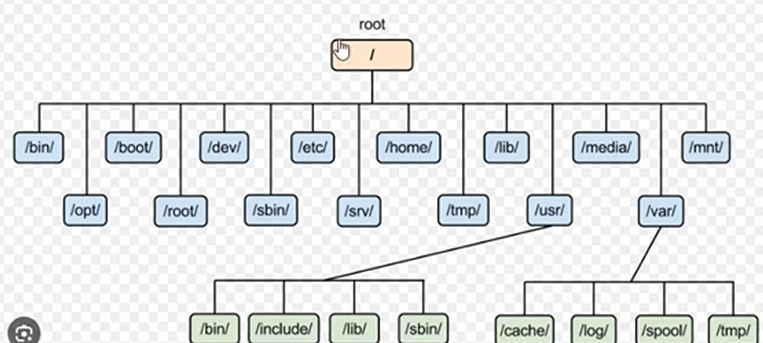 root
/
/bin/ /boot/ /dev/ /etc/ /home/ /lib/ /media/ /mnt/
/opt/ /root/ /sbin/ /srv/ /tmp/ /usr/ /var/
/bin/ /include/ /lib/ /sbin/ /cache/ /log/ /spool/ /tmp/